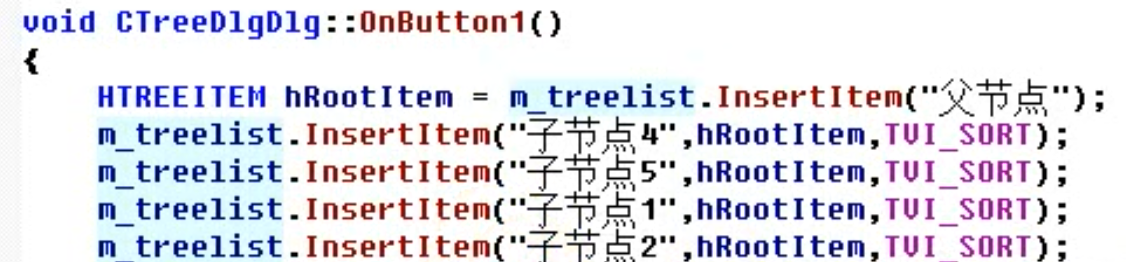 void CTreeDlgDlg::OnButton1()
{
HTREEITEM hRootItem = m_treelist.InsertItem("父节点");
m_treelist.InsertItem("子节点4",hRootItem,TVI_SORT);
m_treelist.InsertItem("子节点5",hRootItem,TVI_SORT);
m_treelist.InsertItem("子节点1",hRootItem,TVI_SORT);
m_treelist.InsertItem("子节点2",hRootItem,TVI_SORT);